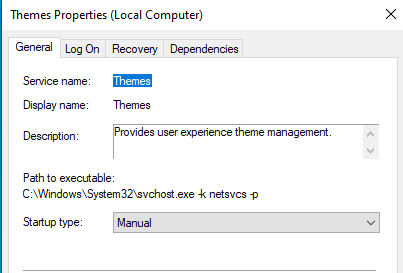 Themes Properties (Local Computer)
General Log On Recovery Dependencies
Service name: Themes
Display name: Themes
Description: Provides user experience theme management.
Path to executable:
C:\Windows\System32\svchost.exe -k netsvcs -p
Startup type: Manual